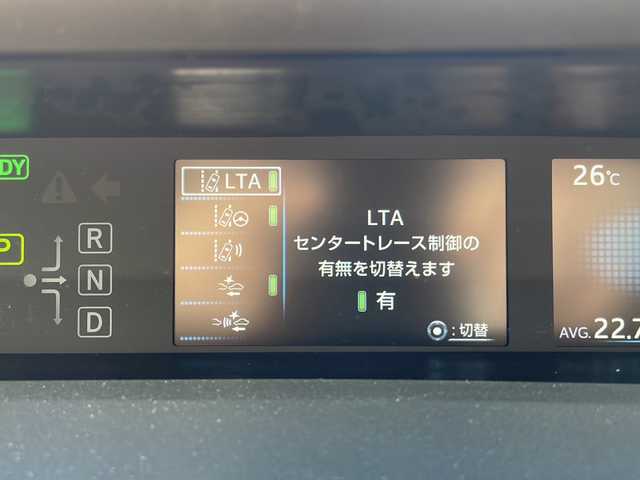 DY
P
R
N
D
LTA
LTA
センタートレース制御の
有無を切替えます
有
:切替
26℃
AVG. 22.7